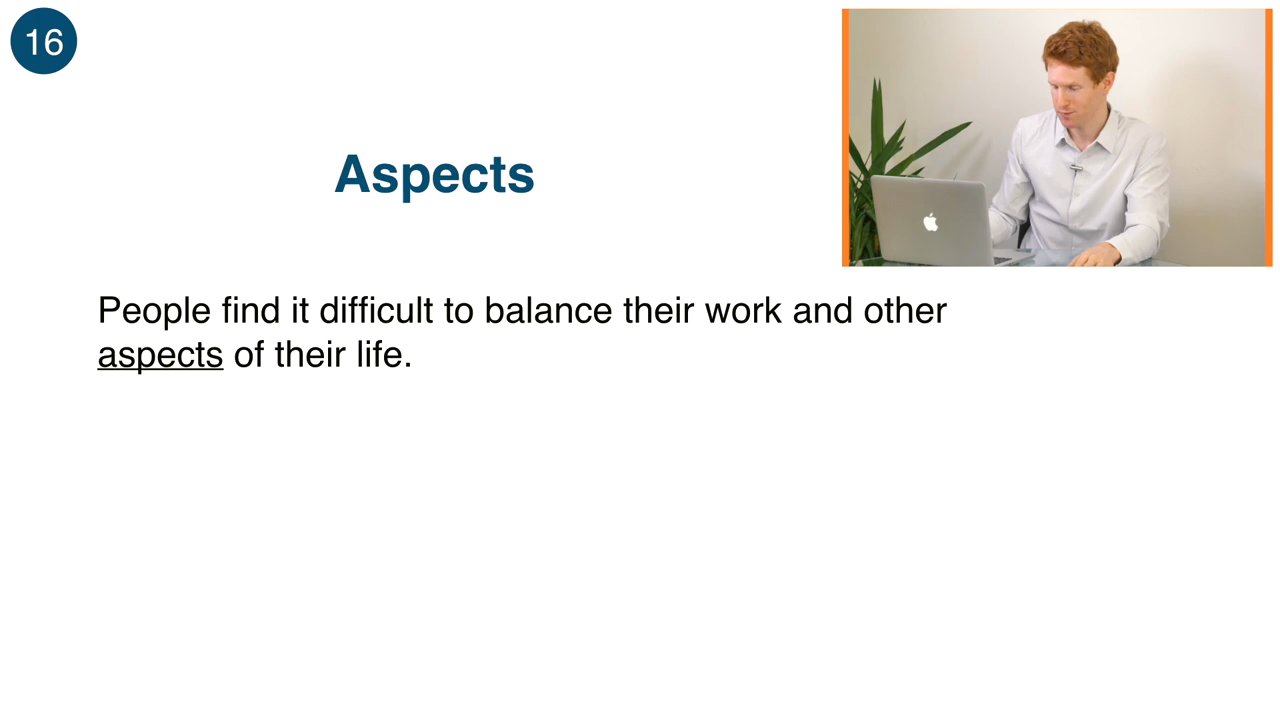 16
Aspects
People find it difficult to balance their work and other
aspects of their life.